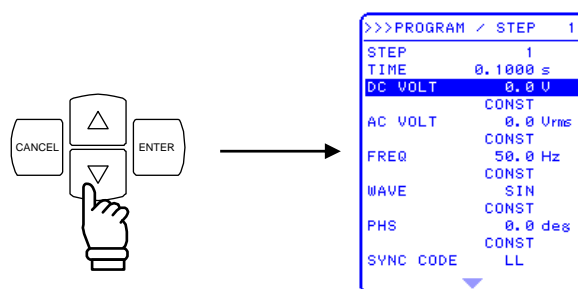 CANCEL
ENTER
>>>PROGRAM / STEP 1
STEP 1
TIME 0.1000 s
DC VOLT 0.0 V
CONST
AC VOLT 0.0 Vrms
CONST
FREQ 50.0 Hz
CONST
WAVE SIN
CONST
PHS 0.0 deg
CONST
SYNC CODE LL